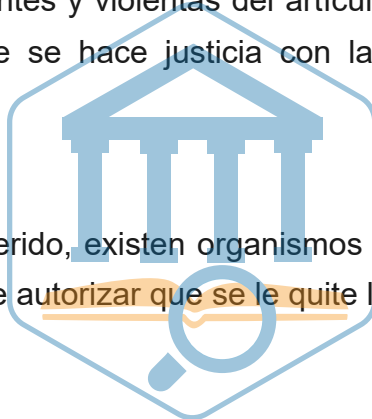 ntes y violentas del artícul
e se hace justicia con la
erido, existen organismos
e autorizar que se le quite l